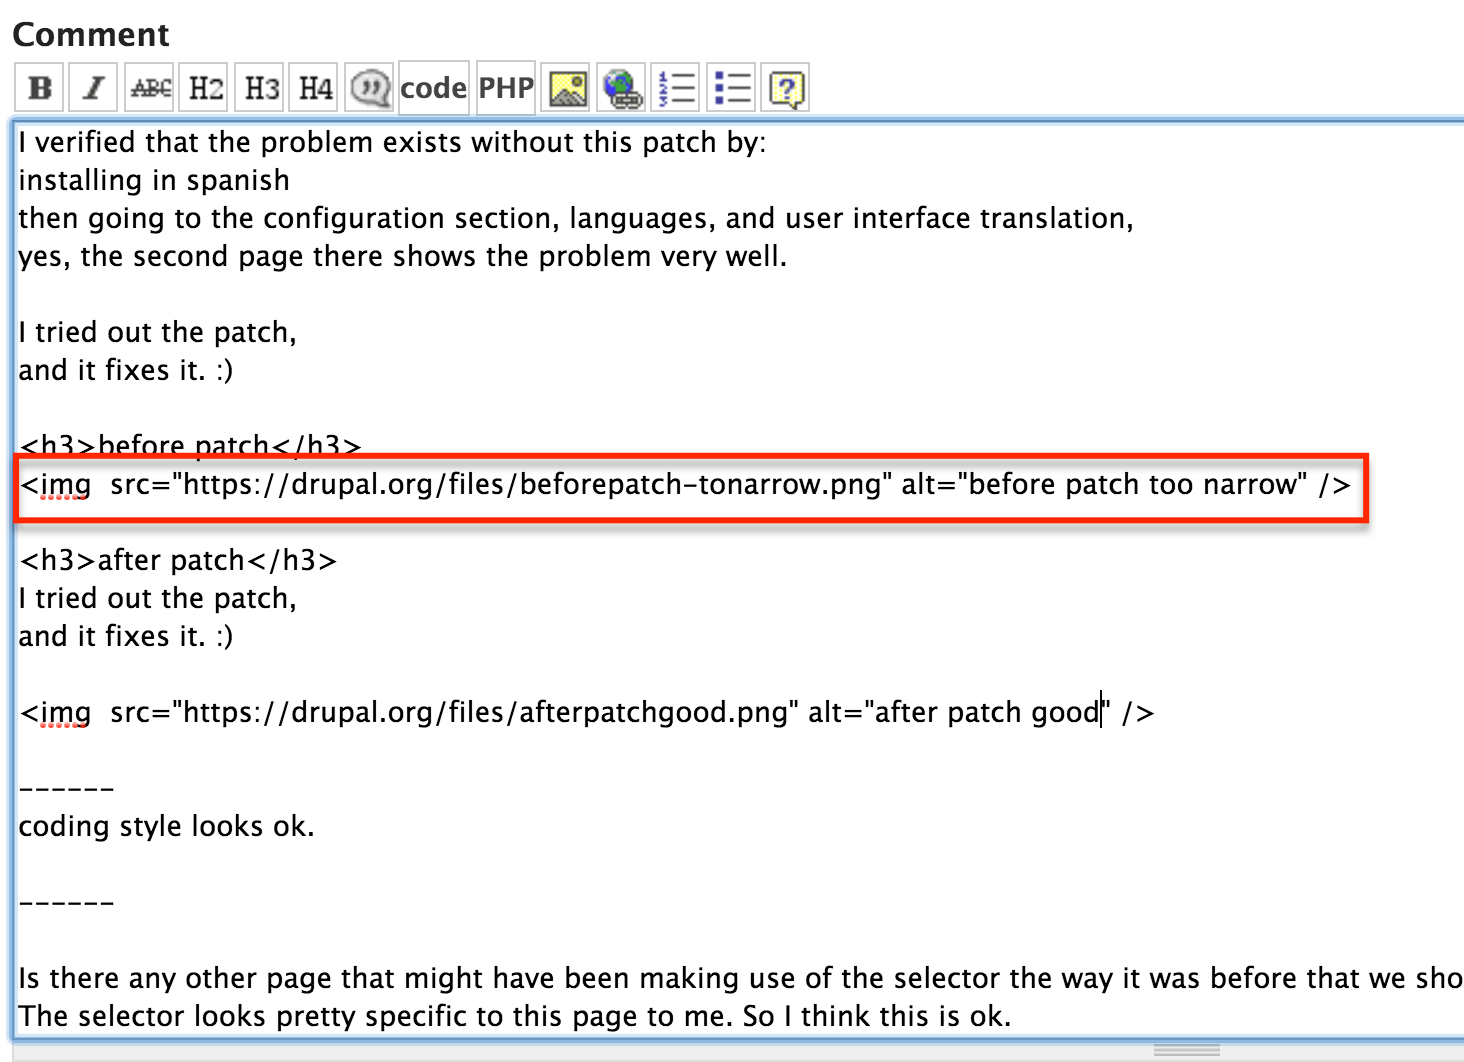 Comment
B I ABC H2 H3 H4 code PHP
I verified that the problem exists without this patch by:
installing in spanish
then going to the configuration section, languages, and user interface translation,
yes, the second page there shows the problem very well.
I tried out the patch,
and it fixes it. :)
<h3>before patch</h3>
<img  src="https://drupal.org/files/beforepatch-tonarrow.png" alt="before patch too narrow" />
<h3>after patch</h3>
I tried out the patch,
and it fixes it. :)
<img  src="https://drupal.org/files/afterpatchgood.png" alt="after patch good" />
------
coding style looks ok.
------
Is there any other page that might have been making use of the selector the way it was before that we sho
The selector looks pretty specific to this page to me. So I think this is ok.